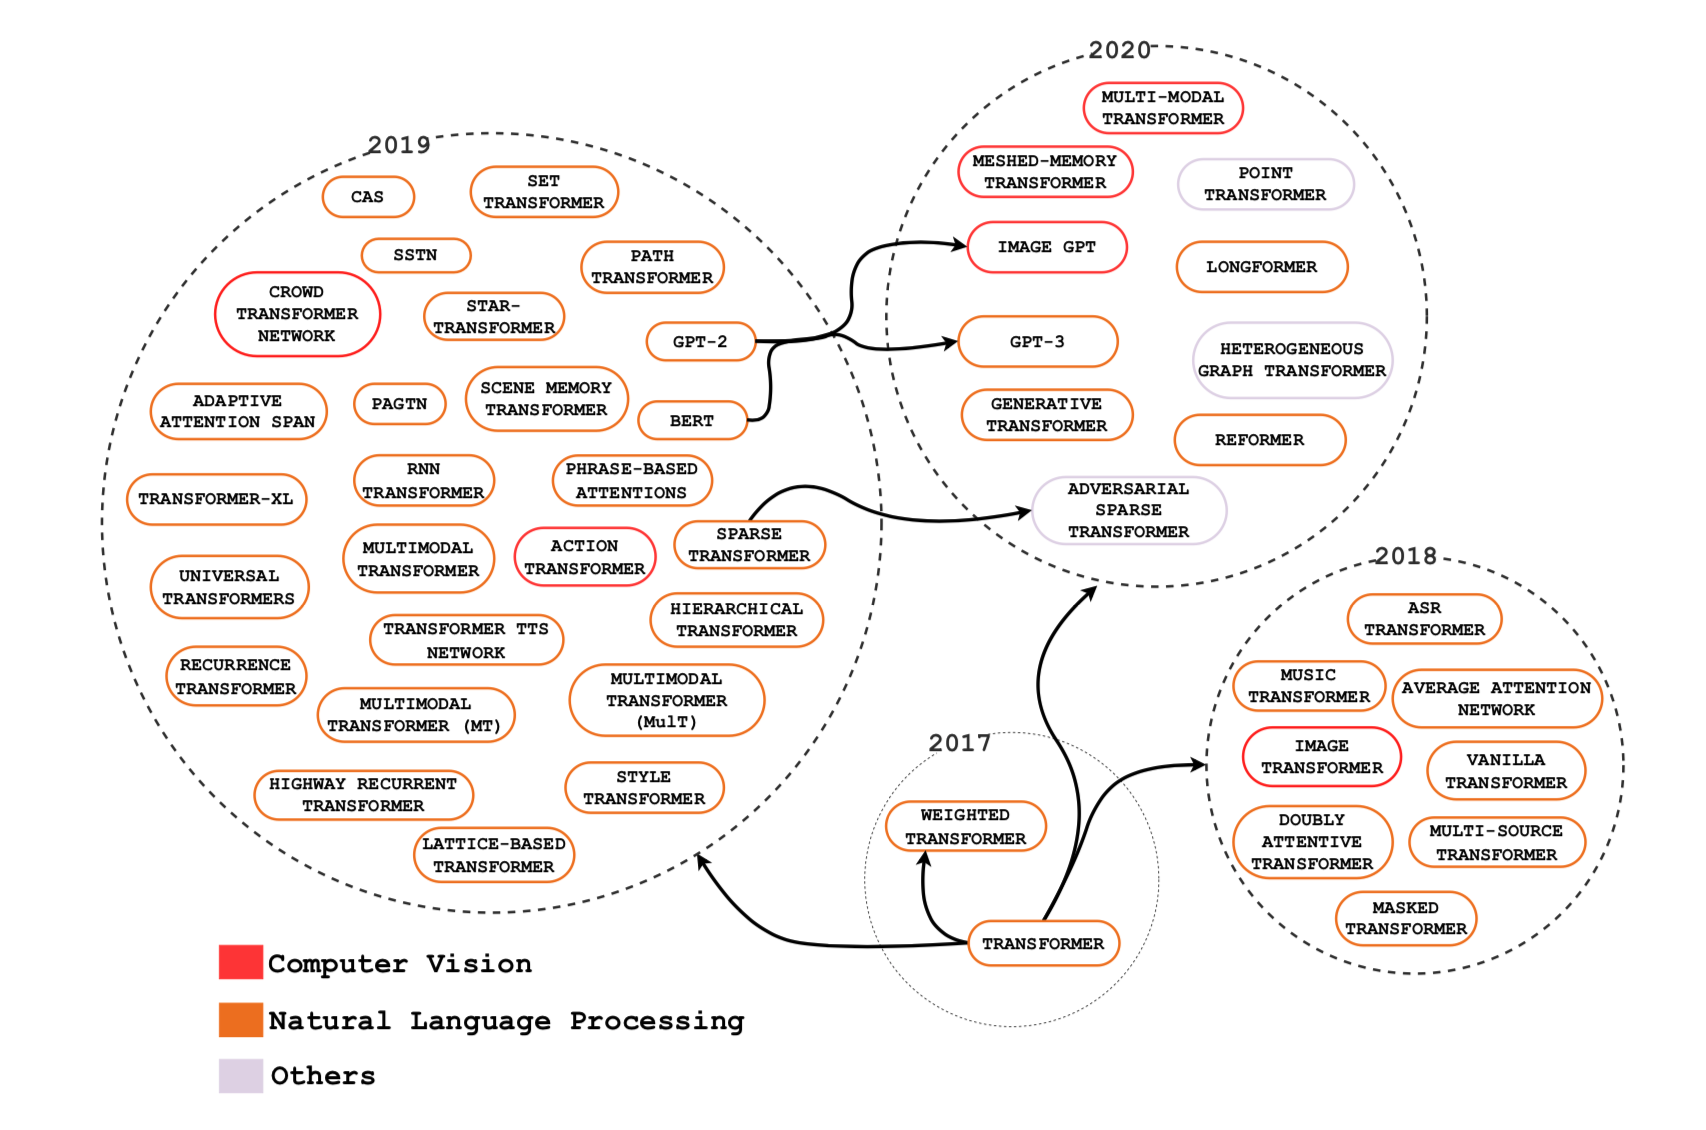 2020
MULTI-MODAL
TRANSFORMER
MESHED-MEMORY
TRANSFORMER
POINT
TRANSFORMER
IMAGE GPT
LONGFORMER
GPT-3
HETEROGENEOUS
GRAPH TRANSFORMER
GENERATIVE
TRANSFORMER
REFORMER
ADVERSARIAL
SPARSE
TRANSFORMER
2019
CAS
SET
TRANSFORMER
SSTN
PATH
TRANSFORMER
CROWD
TRANSFORMER
NETWORK
STAR-
TRANSFORMER
GPT-2
ADAPTIVE
ATTENTION SPAN
PAGTN
SCENE MEMORY
TRANSFORMER
BERT
TRANSFORMER-XL
RNN
TRANSFORMER
PHRASE-BASED
ATTENTIONS
MULTIMODAL
TRANSFORMER
ACTION
TRANSFORMER
SPARSE
TRANSFORMER
UNIVERSAL
TRANSFORMERS
TRANSFORMER TTS
NETWORK
HIERARCHICAL
TRANSFORMER
RECURRENCE
TRANSFORMER
MULTIMODAL
TRANSFORMER (MT)
MULTIMODAL
TRANSFORMER
(MulT)
HIGHWAY RECURRENT
TRANSFORMER
STYLE
TRANSFORMER
LATTICE-BASED
TRANSFORMER
2018
ASR
TRANSFORMER
MUSIC
TRANSFORMER
AVERAGE ATTENTION
NETWORK
IMAGE
TRANSFORMER
VANILLA
TRANSFORMER
DOUBLY
ATTENTIVE
TRANSFORMER
MULTI-SOURCE
TRANSFORMER
MASKED
TRANSFORMER
2017
WEIGHTED
TRANSFORMER
TRANSFORMER
Computer Vision
Natural Language Processing
Others